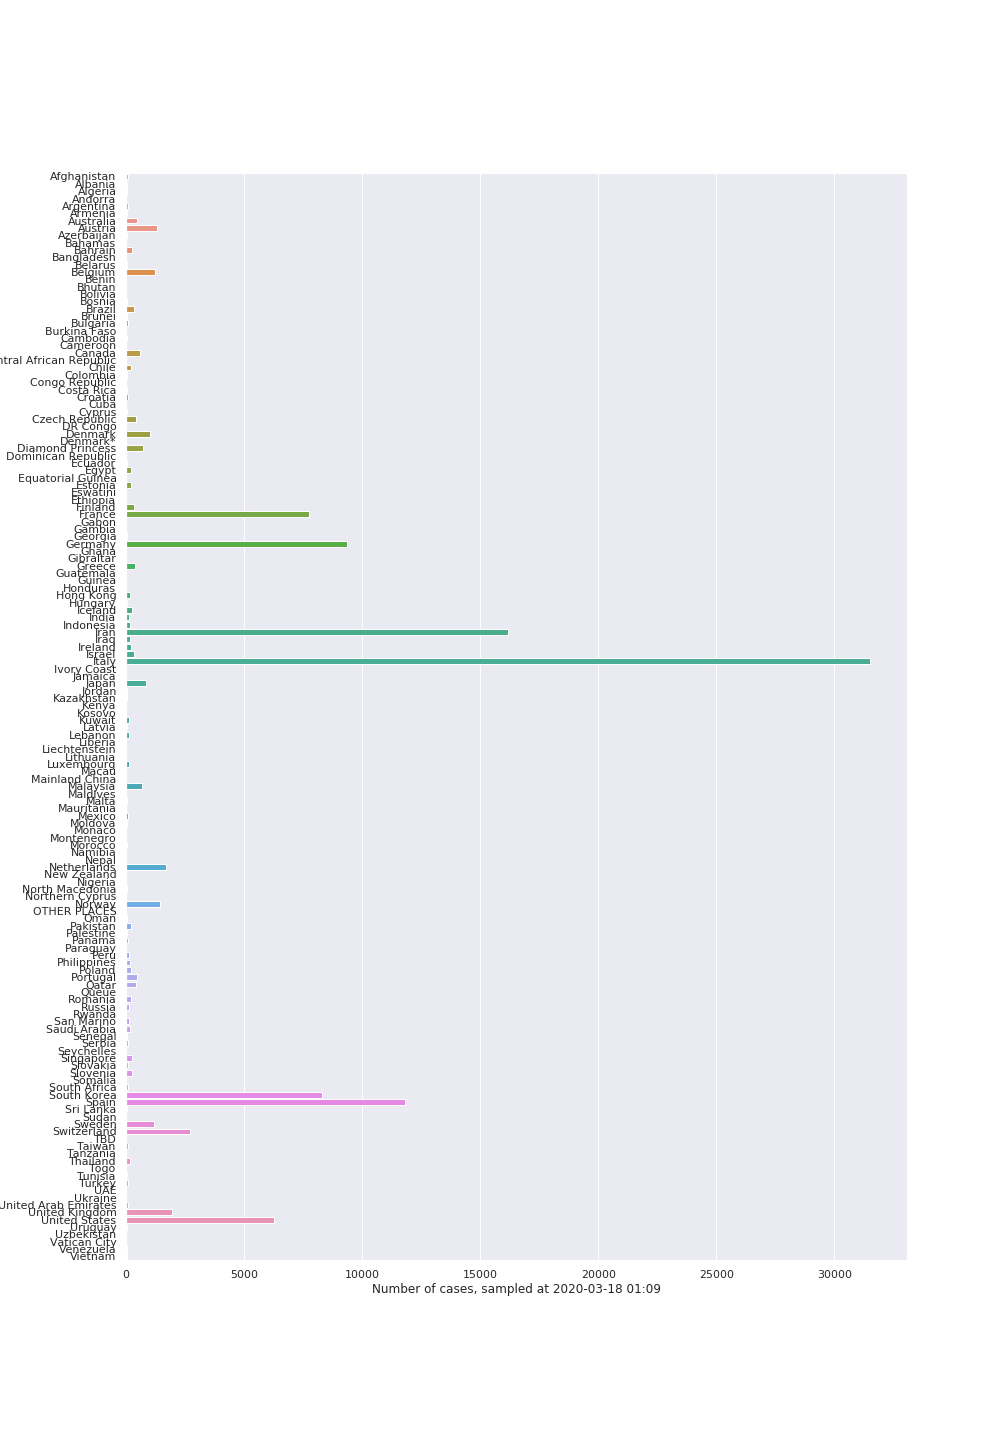 Afghanistan
Albania
Algeria
Andorra
Argentina
Armenia
Australia
Austria
Azerbaijan
Bahamas
Bahrain
Bangladesh
Belarus
Belgium
Benin
Bhutan
Bolivia
Bosnia
Brazil
Brunei
Bulgaria
Burkina Faso
Cambodia
Cameroon
Canada
ntral African Republic
Chile
Colombia
Congo Republic
Costa Rica
Croatia
Cuba
Cyprus
Czech Republic
DR Congo
Denmark
Denmark*
Diamond Princess
Dominican Republic
Ecuador
Egypt
Equatorial Guinea
Estonia
Eswatini
Ethiopia
Finland
France
Gabon
Gambia
Georgia
Germany
Ghana
Gibraltar
Greece
Guatemala
Guinea
Honduras
Hong Kong
Hungary
Iceland
India
Indonesia
Iran
Iraq
Ireland
Israel
Italy
Ivory Coast
Jamaica
Japan
Jordan
Kazakhstan
Kenya
Kosovo
Kuwait
Latvia
Lebanon
Liberia
Liechtenstein
Lithuania
Luxembourg
Macau
Mainland China
Malaysia
Maldives
Malta
Mauritania
Mexico
Moldova
Monaco
Montenegro
Morocco
Namibia
Nepal
Netherlands
New Zealand
Nigeria
North Macedonia
Northern Cyprus
Norway
OTHER PLACES
Oman
Pakistan
Palestine
Panama
Paraguay
Peru
Philippines
Poland
Portugal
Qatar
Queue
Romania
Russia
Rwanda
San Marino
Saudi Arabia
Senegal
Serbia
Seychelles
Singapore
Slovakia
Slovenia
Somalia
South Africa
South Korea
Spain
Sri Lanka
Sudan
Sweden
Switzerland
TBD
Taiwan
Tanzania
Thailand
Togo
Tunisia
Turkey
UAE
Ukraine
United Arab Emirates
United Kingdom
United States
Uruguay
Uzbekistan
Vatican City
Venezuela
Vietnam
0 5000 10000 15000 20000 25000 30000
Number of cases, sampled at 2020-03-18 01:09